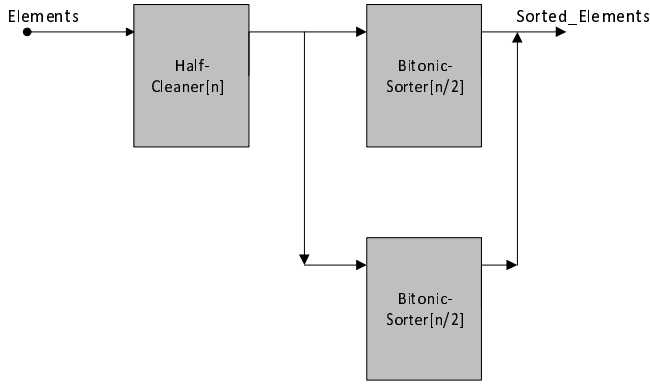 Elements
Sorted_Elements
Half-
Cleaner[n]
Bitonic-
Sorter[n/2]
Bitonic-
Sorter[n/2]